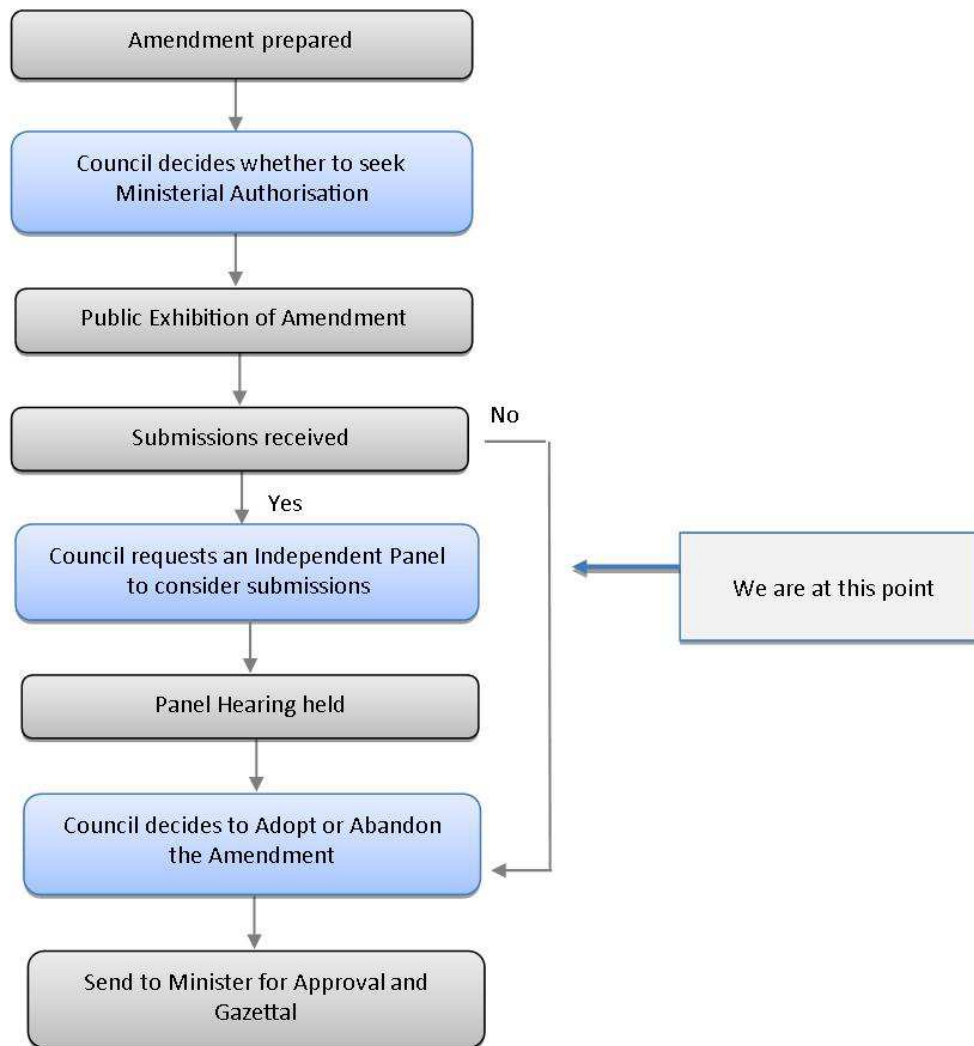 Amendment prepared
Council decides whether to seek
Ministerial Authorisation
Public Exhibition of Amendment
No
Submissions received
Yes
Council requests an Independent Panel
to consider submissions
We are at this point
Panel Hearing held
Council decides to Adopt or Abandon
the Amendment
Send to Minister for Approval and
Gazettal